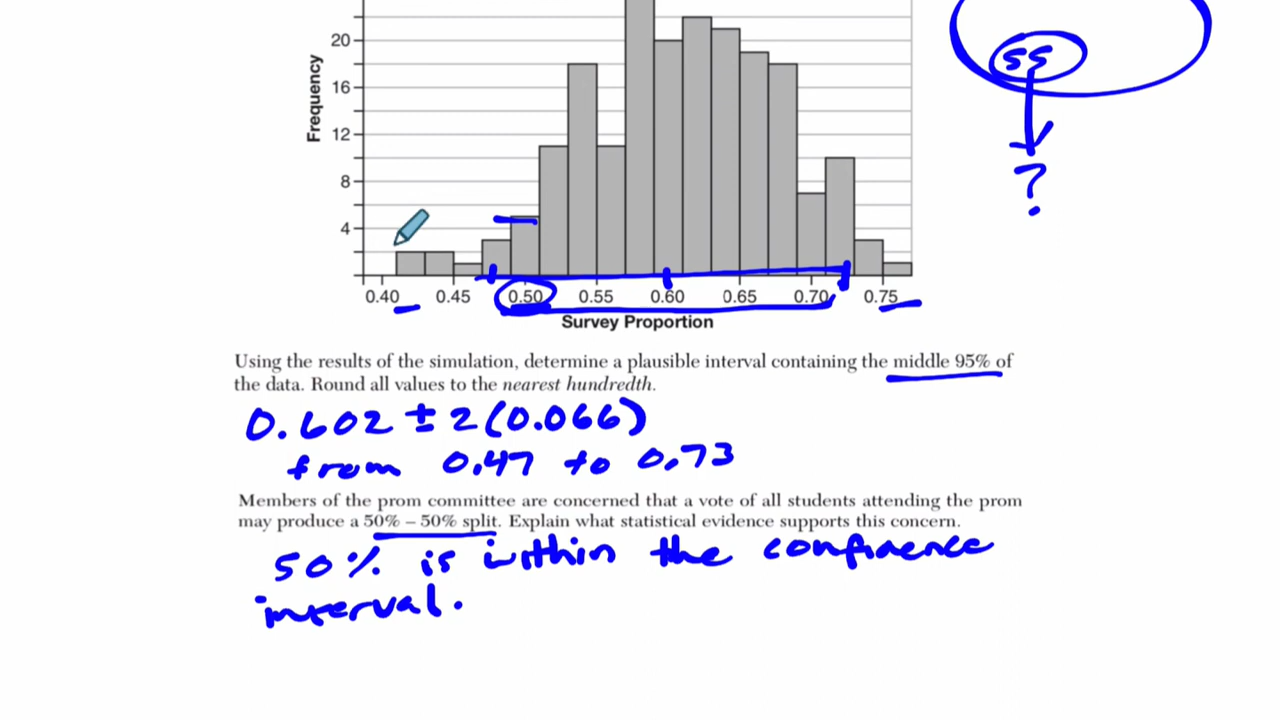 55
?
20
16
12
8
4
Frequency
0.40 0.45 0.50 0.55 0.60 0.65 0.70 0.75
Survey Proportion
Using the results of the simulation, determine a plausible interval containing the middle 95% of
the data. Round all values to the nearest hundredth.
0.602 ± 2(0.066)
from 0.47 to 0.73
Members of the prom committee are concerned that a vote of all students attending the prom
may produce a 50% – 50% split. Explain what statistical evidence supports this concern.
50% is within the confidence
interval.